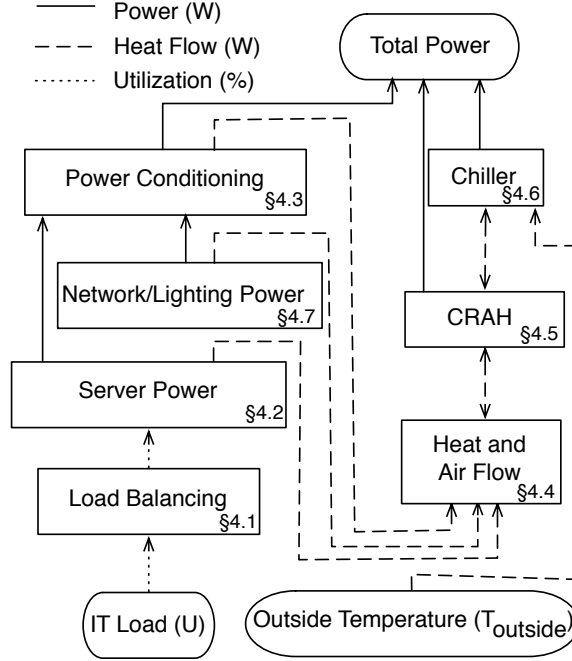 Power (W)
Heat Flow (W)
Utilization (%)
Total Power
Power Conditioning
§4.3
Chiller
§4.6
Network/Lighting Power
§4.7
CRAH
§4.5
Server Power
§4.2
Heat and
Air Flow
§4.4
Load Balancing
§4.1
IT Load (U)
Outside Temperature (Toutside)